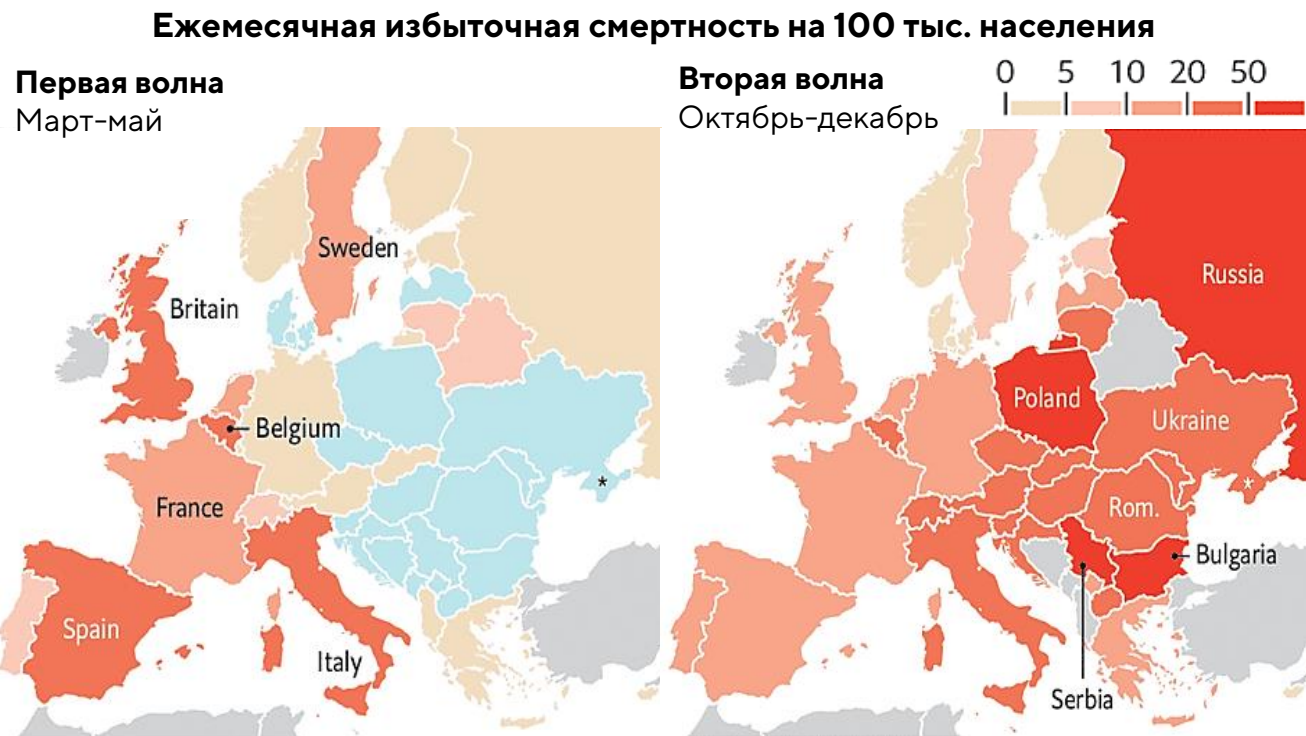 Ежемесячная избыточная смертность на 100 тыс. населения
Первая волна
Март-май
Вторая волна
Октябрь-декабрь
0 5 10 20 50
Sweden
Britain
Belgium
France
Spain
Italy
*
Russia
Poland
Ukraine
*
Rom.
Bulgaria
Serbia